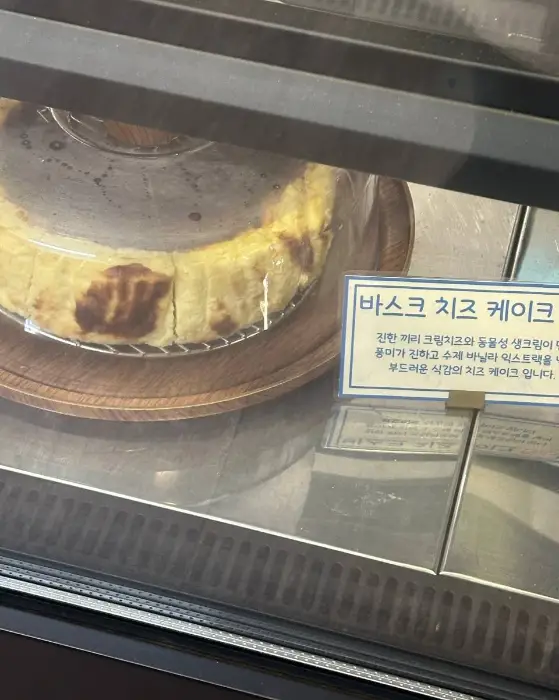 바스크 치즈 케이크
진한 끼리 크림치즈와 동물성 생크림이
풍미가 진하고 수제 바닐라 익스트랙을
부드러운 식감의 치즈 케이크 입니다.